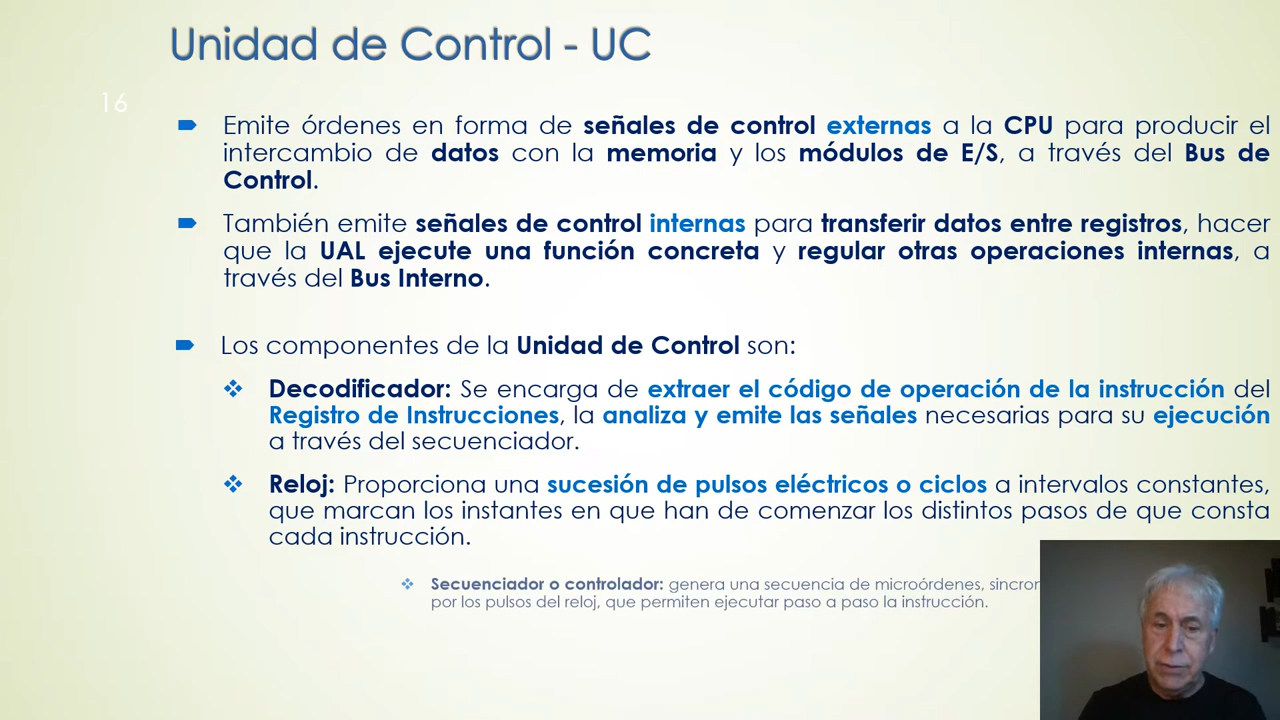 Unidad de Control - UC
16
Emite órdenes en forma de señales de control externas a la CPU para producir el
intercambio de datos con la memoria y los módulos de E/S, a través del Bus de
Control.
También emite señales de control internas para transferir datos entre registros, hacer
que la UAL ejecute una función concreta y regular otras operaciones internas, a
través del Bus Interno.
Los componentes de la Unidad de Control son:
Decodificador: Se encarga de extraer el código de operación de la instrucción del
Registro de Instrucciones, la analiza y emite las señales necesarias para su ejecución
a través del secuenciador.
Reloj: Proporciona una sucesión de pulsos eléctricos o ciclos a intervalos constantes,
que marcan los instantes en que han de comenzar los distintos pasos de que consta
cada instrucción.
Secuenciador o controlador: genera una secuencia de microórdenes,
por los pulsos del reloj, que permiten ejecutar paso a paso la instrucción.